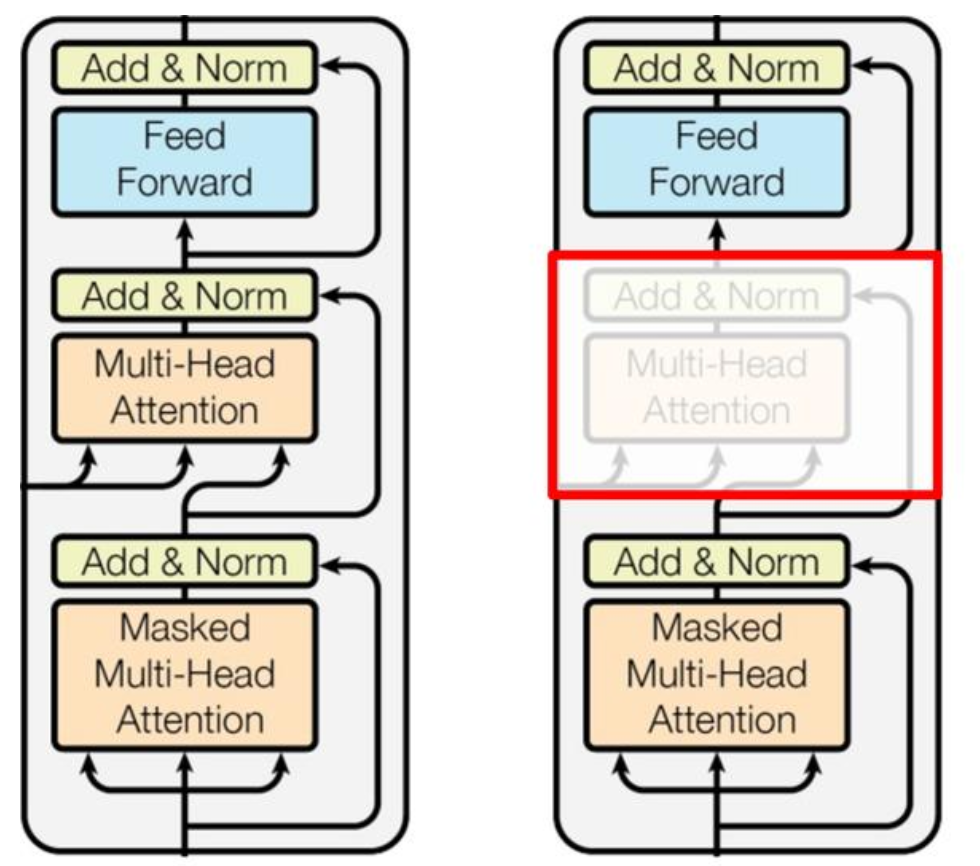 Add & Norm
Feed
Forward
Add & Norm
Multi-Head
Attention
Add & Norm
Masked
Multi-Head
Attention
Add & Norm
Feed
Forward
Add & Norm
Multi-Head
Attention
Add & Norm
Masked
Multi-Head
Attention